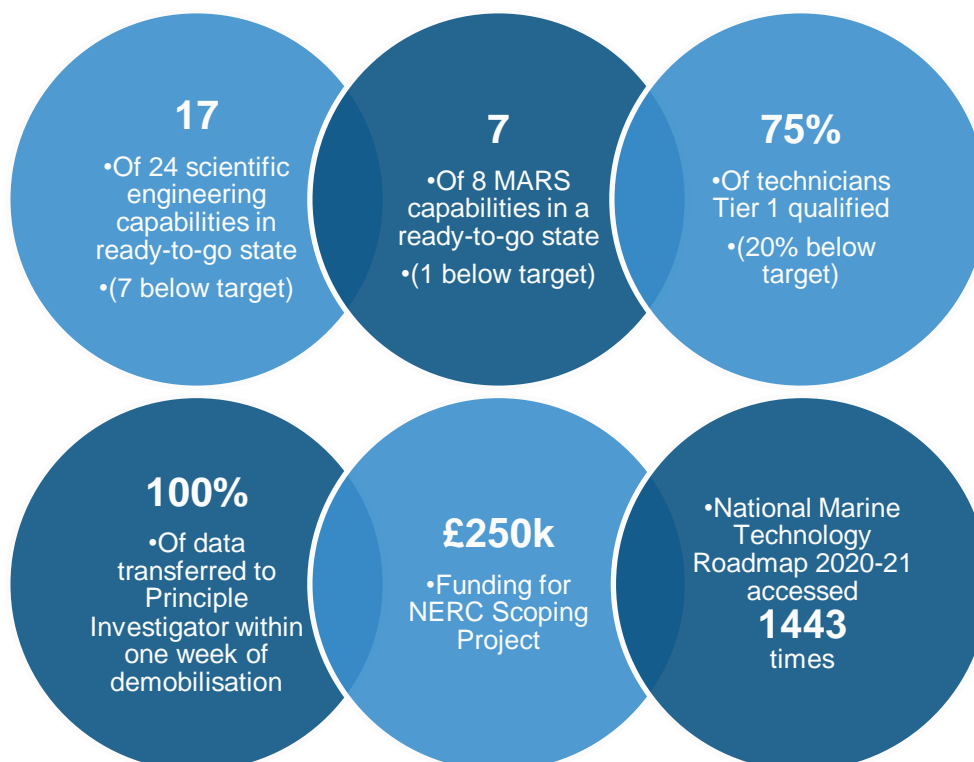 17
•Of 24 scientific
engineering
capabilities in
ready-to-go state
•(7 below target)
7
•Of 8 MARS
capabilities in a
ready-to-go state
•(1 below target)
75%
•Of technicians
Tier 1 qualified
•(20% below
target)
100%
•Of data
transferred to
Principle
Investigator within
one week of
demobilisation
£250k
•Funding for
NERC Scoping
Project
•National Marine
Technology
Roadmap 2020-21
accessed
1443
times